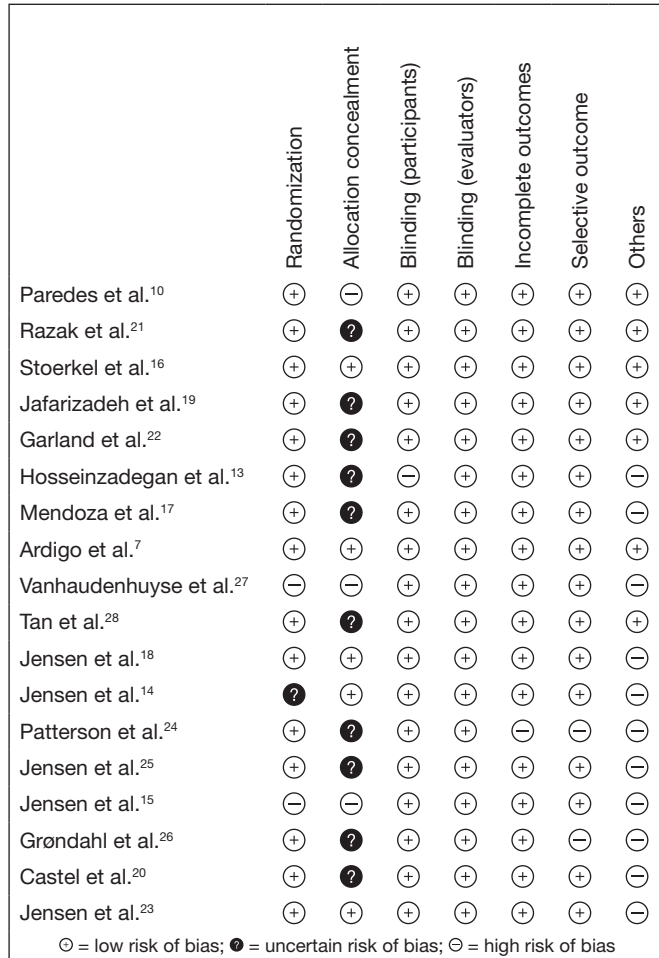 Randomization
Allocation concealment
Blinding (participants)
Blinding (evaluators)
Incomplete outcomes
Selective outcome
Others
Paredes et al.¹⁰ ⊕ ⊖ ⊕ ⊕ ⊕ ⊕ ⊕
Razak et al.²¹ ⊕ ? ⊕ ⊕ ⊕ ⊕ ⊕
Stoerkel et al.¹⁶ ⊕ ⊕ ⊕ ⊕ ⊕ ⊕ ⊕
Jafarizadeh et al.¹⁹ ⊕ ? ⊕ ⊕ ⊕ ⊕ ⊕
Garland et al.²² ⊕ ? ⊕ ⊕ ⊕ ⊕ ⊕
Hosseinzadegan et al.¹³ ⊕ ? ⊖ ⊕ ⊕ ⊕ ⊖
Mendoza et al.¹⁷ ⊕ ? ⊕ ⊕ ⊕ ⊕ ⊖
Ardigo et al.⁷ ⊕ ⊕ ⊕ ⊕ ⊕ ⊕ ⊕
Vanhaudenhuyse et al.²⁷ ⊖ ⊖ ⊕ ⊕ ⊕ ⊕ ⊖
Tan et al.²⁸ ⊕ ? ⊕ ⊕ ⊕ ⊕ ⊕
Jensen et al.¹⁸ ⊕ ⊕ ⊕ ⊕ ⊕ ⊕ ⊖
Jensen et al.¹⁴ ? ⊕ ⊕ ⊕ ⊕ ⊕ ⊖
Patterson et al.²⁴ ⊕ ? ⊕ ⊕ ⊖ ⊖ ⊖
Jensen et al.²⁵ ⊕ ? ⊕ ⊕ ⊕ ⊕ ⊖
Jensen et al.¹⁵ ⊖ ⊖ ⊕ ⊕ ⊕ ⊕ ⊖
Grøndahl et al.²⁶ ⊕ ? ⊕ ⊕ ⊕ ⊖ ⊖
Castel et al.²⁰ ⊕ ? ⊕ ⊕ ⊕ ⊕ ⊖
Jensen et al.²³ ⊕ ⊕ ⊕ ⊕ ⊕ ⊕ ⊖
⊕ = low risk of bias; ? = uncertain risk of bias; ⊖ = high risk of bias